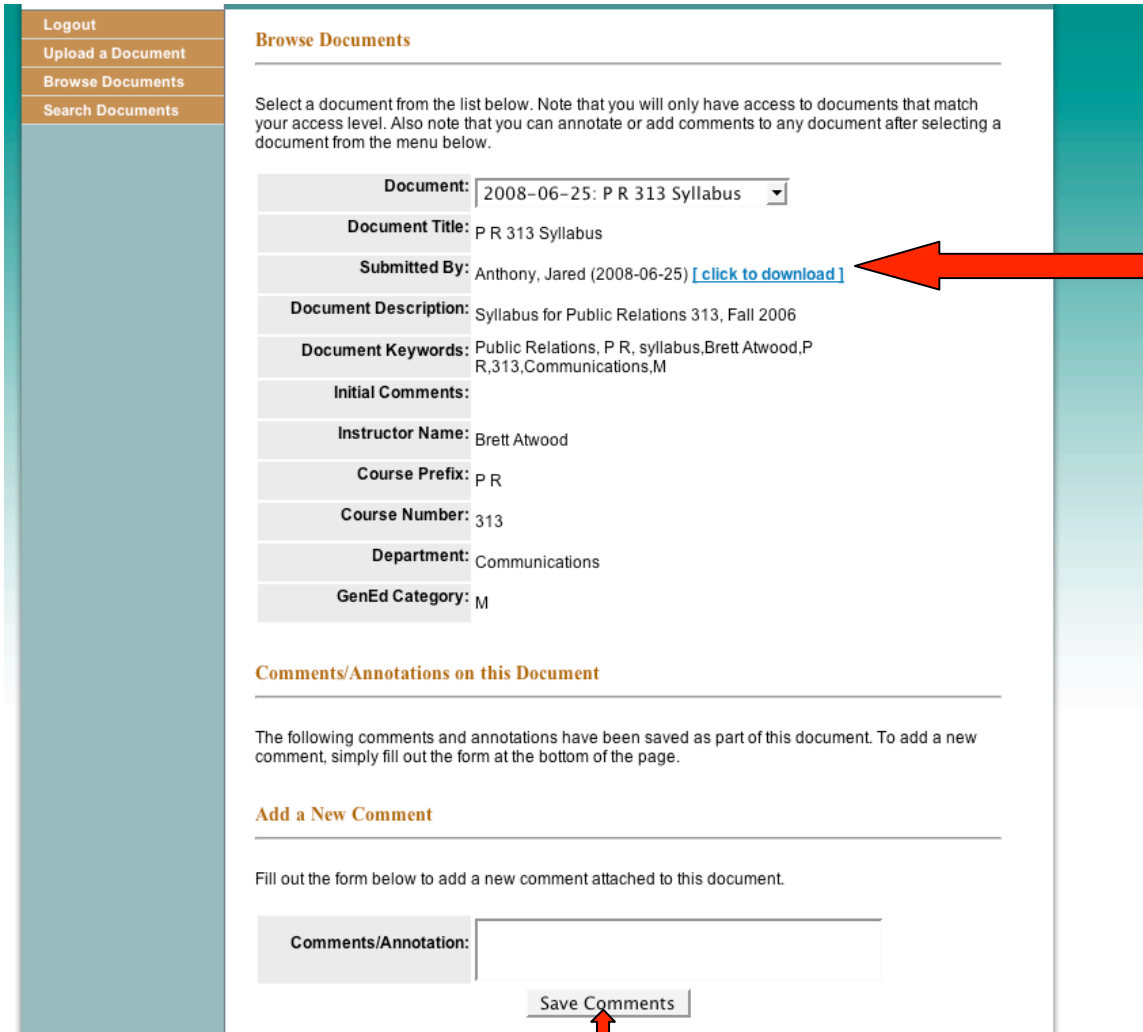 Logout
Upload a Document
Browse Documents
Search Documents
Browse Documents
Select a document from the list below. Note that you will only have access to documents that match
your access level. Also note that you can annotate or add comments to any document after selecting a
document from the menu below.
Document: 2008-06-25: P R 313 Syllabus
Document Title: P R 313 Syllabus
Submitted By: Anthony, Jared (2008-06-25) [ click to download ]
Document Description: Syllabus for Public Relations 313, Fall 2006
Document Keywords: Public Relations, P R, syllabus,Brett Atwood,P
R,313,Communications,M
Initial Comments:
Instructor Name: Brett Atwood
Course Prefix: P R
Course Number: 313
Department: Communications
GenEd Category: M
Comments/Annotations on this Document
The following comments and annotations have been saved as part of this document. To add a new
comment, simply fill out the form at the bottom of the page.
Add a New Comment
Fill out the form below to add a new comment attached to this document.
Comments/Annotation:
Save Comments